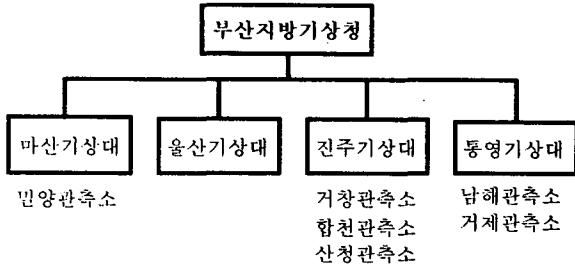 부산지방기상청
마산기상대 울산기상대 진주기상대 통영기상대
밀양관측소 거창관측소 남해관측소
합천관측소 거제관측소
산청관측소